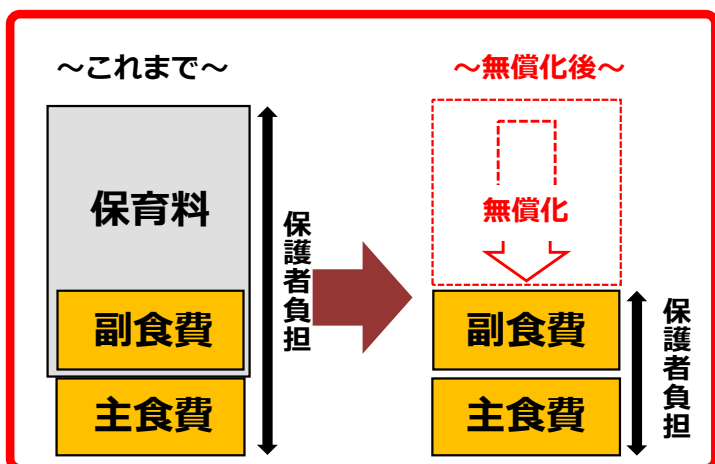 ～これまで～
保育料
副食費
主食費
保護者負担
～無償化後～
無償化
副食費
主食費
保護者負担